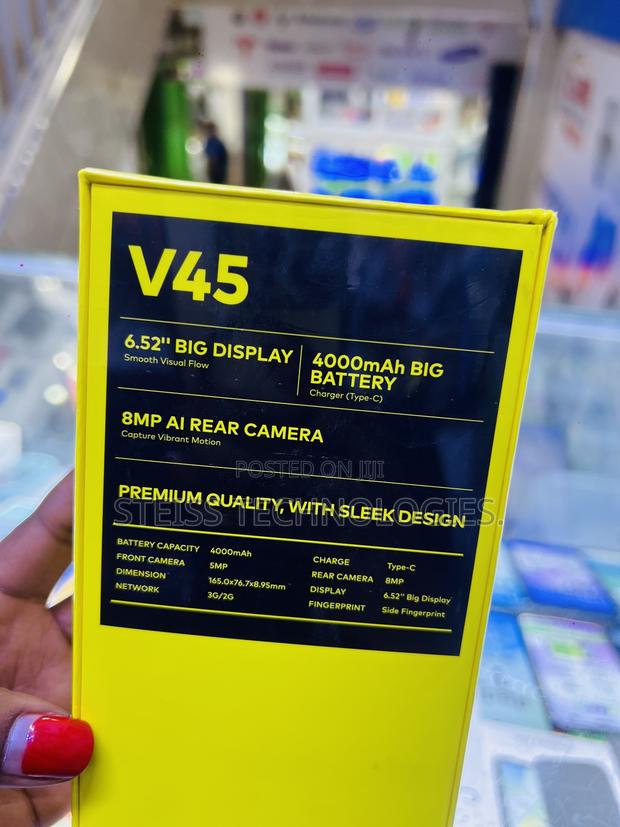 V45
6.52'' BIG DISPLAY
Smooth Visual Flow
4000mAh BIG
BATTERY
Charger (Type-C)
8MP AI REAR CAMERA
Capture Vibrant Motion
POSTED ON JIJI
PREMIUM QUALITY, WITH SLEEK DESIGN
STEISS TECHNOLOGIES.
BATTERY CAPACITY 4000mAh
FRONT CAMERA 5MP
DIMENSION 165.0x76.7x8.95mm
NETWORK 3G/2G
CHARGE Type-C
REAR CAMERA 8MP
DISPLAY 6.52'' Big Display
FINGERPRINT Side Fingerprint